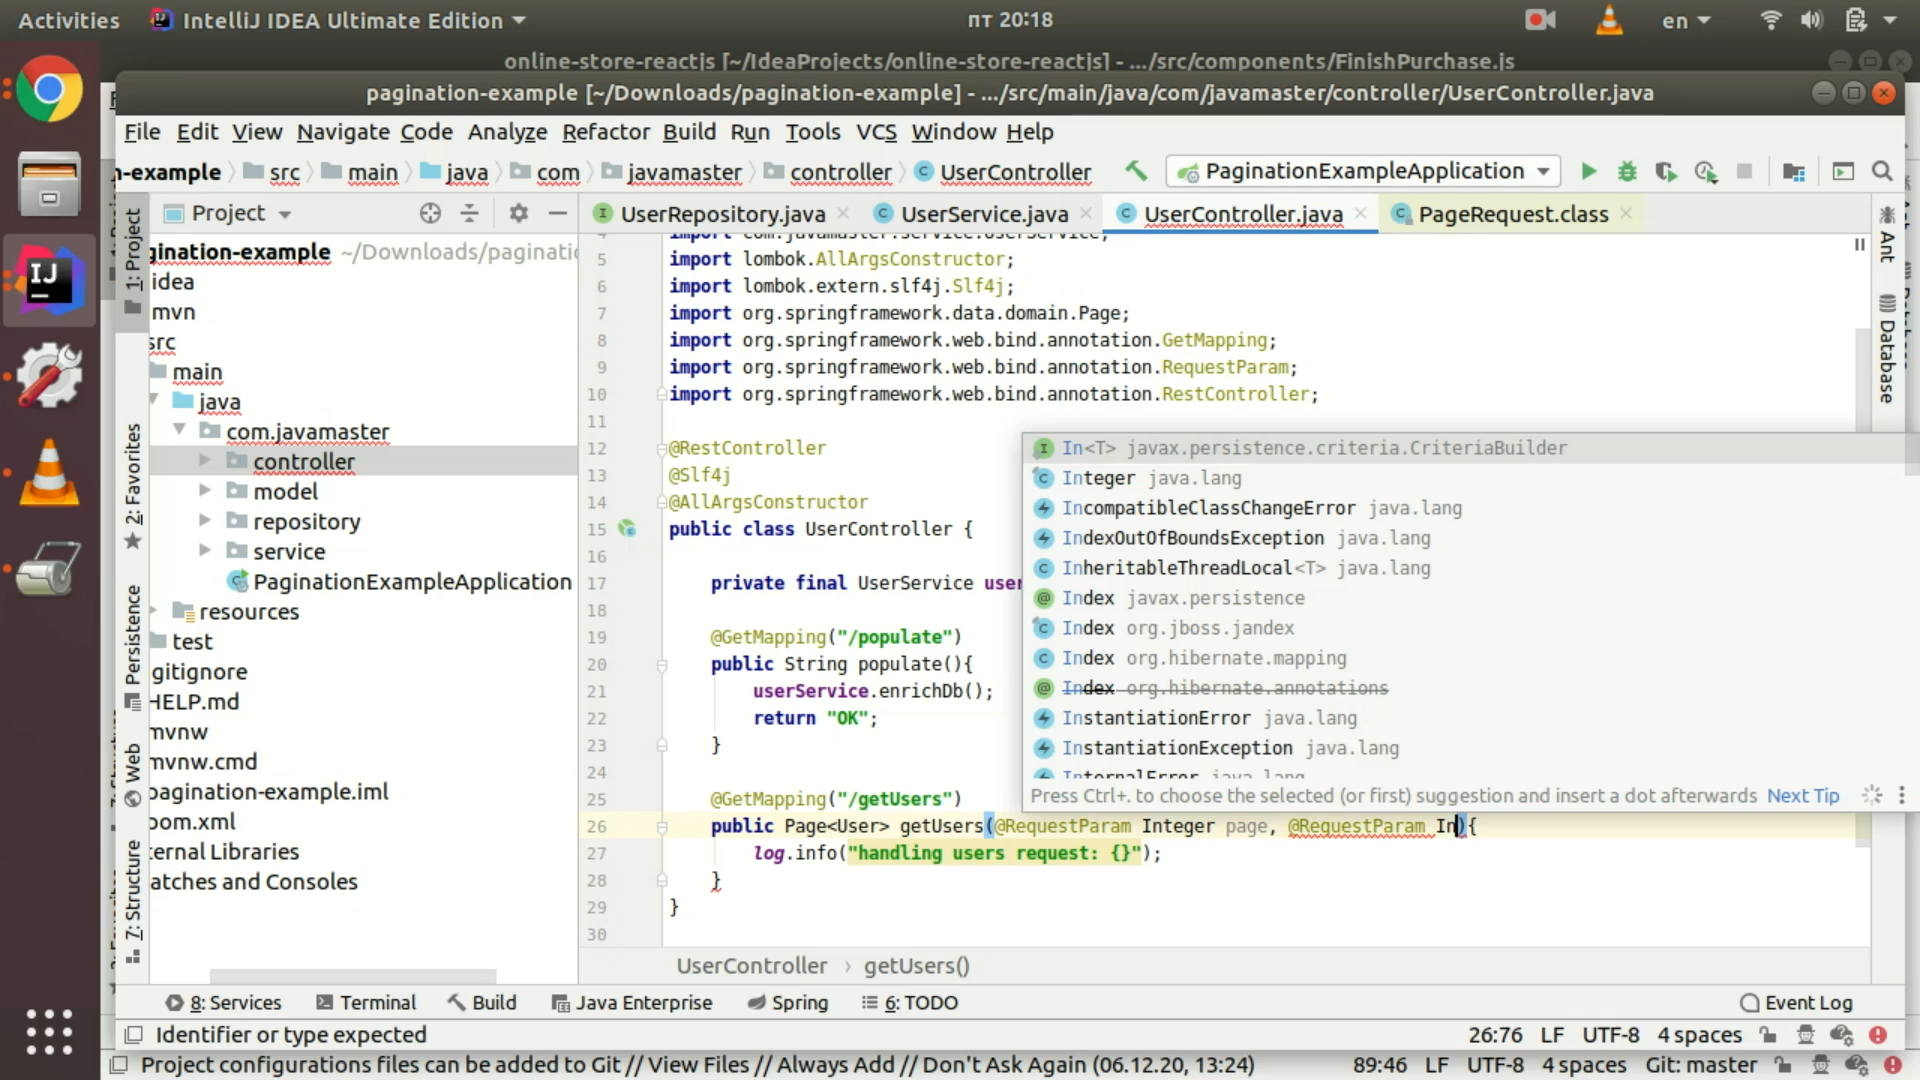 Activities
IntelliJ IDEA Ultimate Edition
пт 20:18
en
online-store-reactjs [~/IdeaProjects/online-store-reactjs] - .../src/components/FinishPurchase.js
pagination-example [~/Downloads/pagination-example] - .../src/main/java/com/javamaster/controller/UserController.java
File Edit View Navigate Code Analyze Refactor Build Run Tools VCS Window Help
n-example src main java com javamaster controller UserController
PaginationExampleApplication
Project
UserRepository.java
UserService.java
UserController.java
PageRequest.class
1: Project
2: Favorites
Persistence
Web
7: Structure
Ant
Database
agination-example ~/Downloads/paginatio
idea
mvn
src
main
java
com.javamaster
controller
model
repository
service
PaginationExampleApplication
resources
test
gitignore
HELP.md
mvnw
mvnw.cmd
pagination-example.iml
pom.xml
ternal Libraries
atches and Consoles
4 import com.javamaster.service.UserService;
5 import lombok.AllArgsConstructor;
6 import lombok.extern.slf4j.Slf4j;
7 import org.springframework.data.domain.Page;
8 import org.springframework.web.bind.annotation.GetMapping;
9 import org.springframework.web.bind.annotation.RequestParam;
10 import org.springframework.web.bind.annotation.RestController;
11
12 @RestController
13 @Slf4j
14 @AllArgsConstructor
15 public class UserController {
16
17 private final UserService user
18
19 @GetMapping("/populate")
20 public String populate(){
21 userService.enrichDb();
22 return "OK";
23 }
24
25 @GetMapping("/getUsers")
26 public Page<User> getUsers(@RequestParam Integer page, @RequestParam In){
27 log.info("handling users request: {}");
28 }
29 }
30
In<T> javax.persistence.criteria.CriteriaBuilder
Integer java.lang
IncompatibleClassChangeError java.lang
IndexOutOfBoundsException java.lang
InheritableThreadLocal<T> java.lang
Index javax.persistence
Index org.jboss.jandex
Index org.hibernate.mapping
Index org.hibernate.annotations
InstantiationError java.lang
InstantiationException java.lang
InternalError java.lang
Press Ctrl+. to choose the selected (or first) suggestion and insert a dot afterwards Next Tip
UserController › getUsers()
8: Services
Terminal
Build
Java Enterprise
Spring
6: TODO
Event Log
Identifier or type expected
26:76 LF UTF-8 4 spaces
Project configurations files can be added to Git // View Files // Always Add // Don't Ask Again (06.12.20, 13:24)
89:46 LF UTF-8 4 spaces Git: master